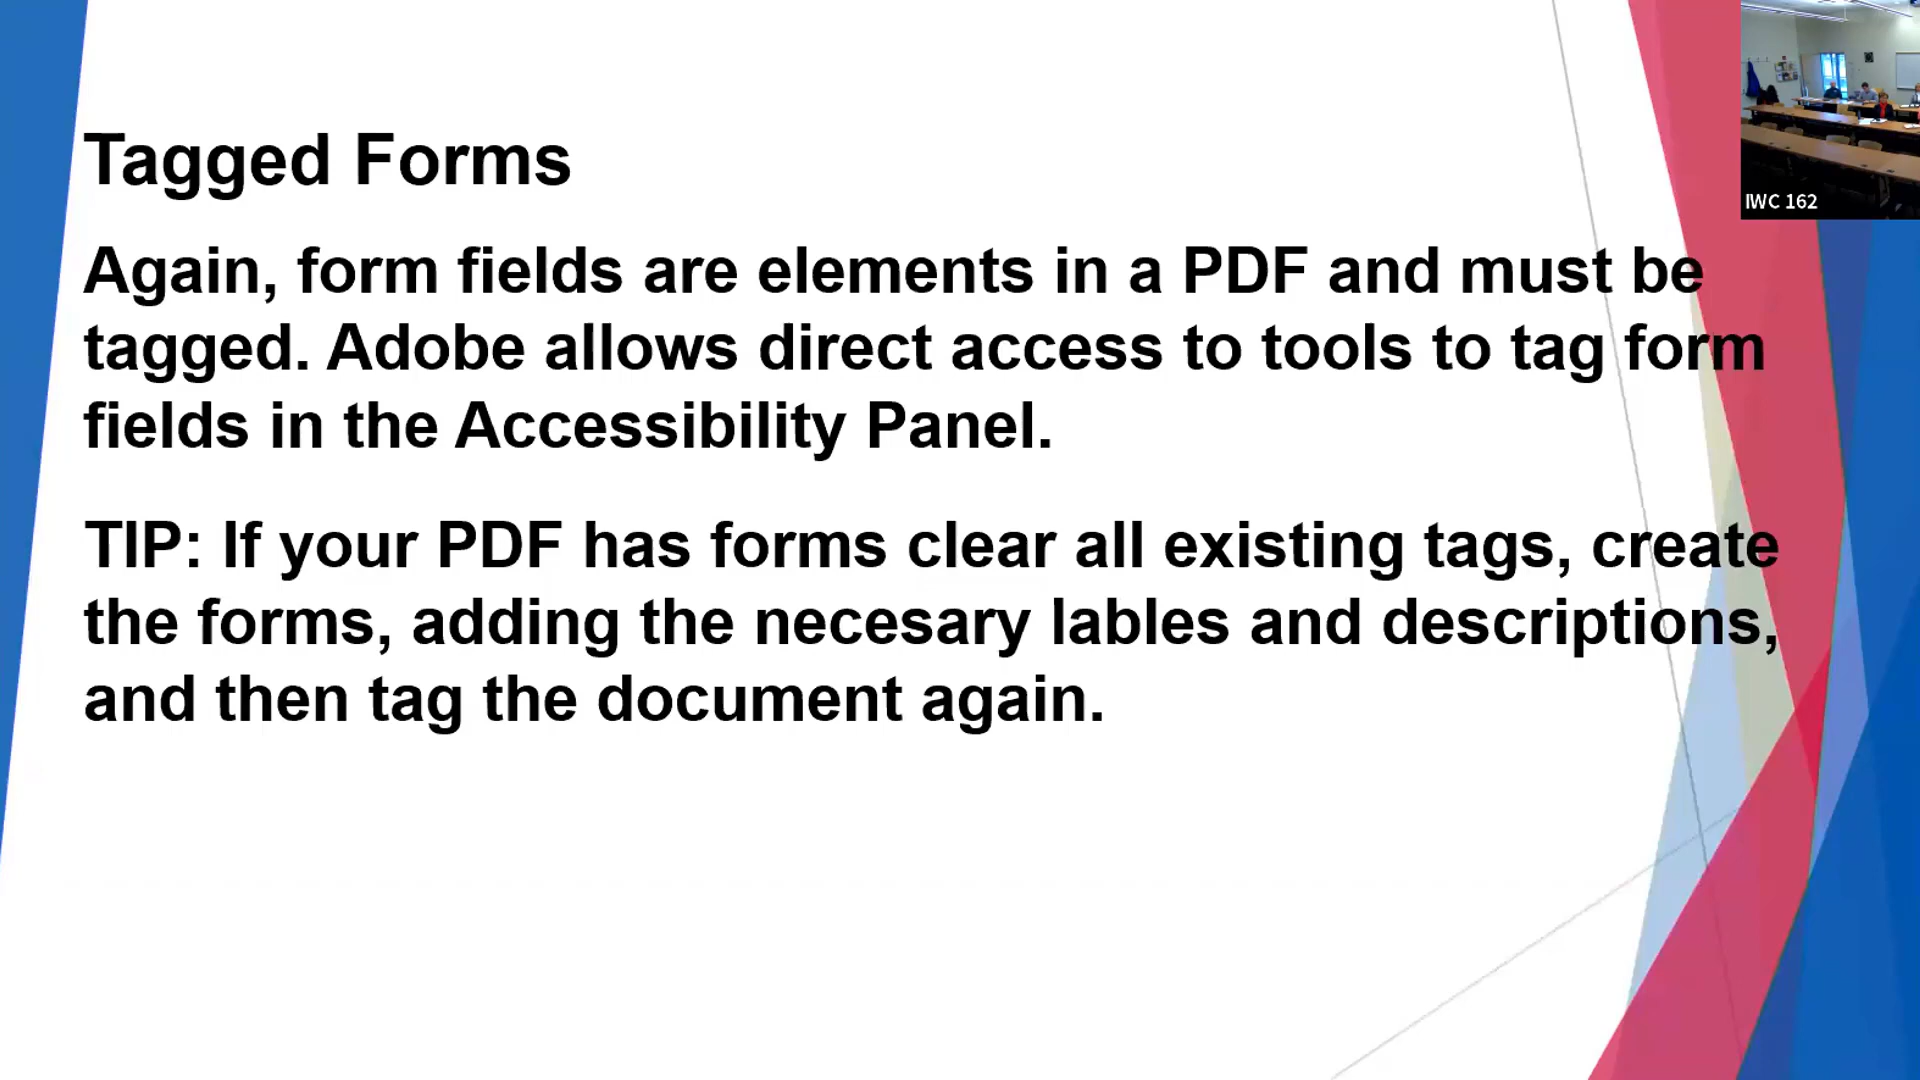 Tagged Forms
Again, form fields are elements in a PDF and must be
tagged. Adobe allows direct access to tools to tag form
fields in the Accessibility Panel.
TIP: If your PDF has forms clear all existing tags, create
the forms, adding the necesary lables and descriptions,
and then tag the document again.
IWC 162